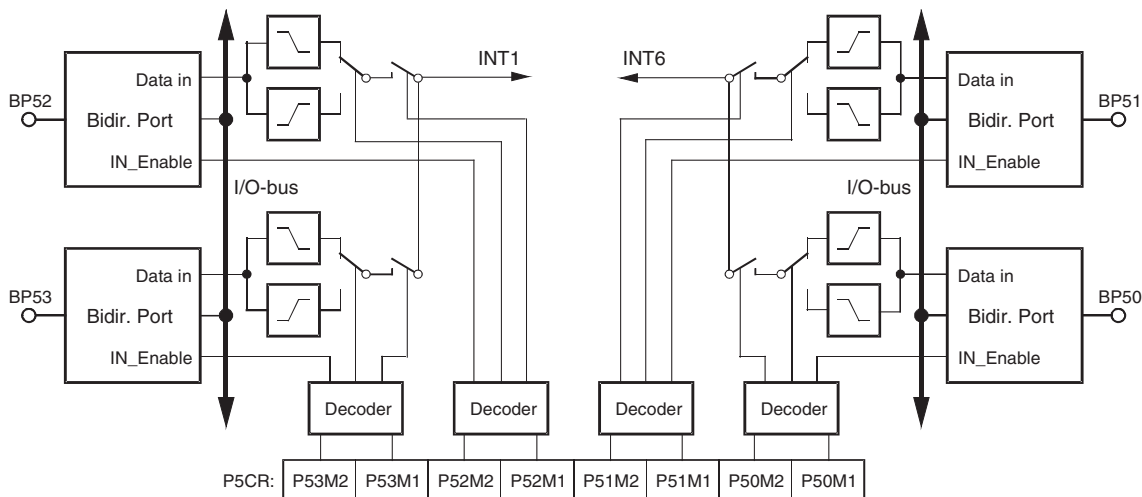 INT1 INT6
Data in Data in
BP52 BP51
Bidir. Port Bidir. Port
IN_Enable IN_Enable
I/O-bus I/O-bus
Data in Data in
BP53 BP50
Bidir. Port Bidir. Port
IN_Enable IN_Enable
Decoder Decoder Decoder Decoder
P5CR: P53M2 P53M1 P52M2 P52M1 P51M2 P51M1 P50M2 P50M1